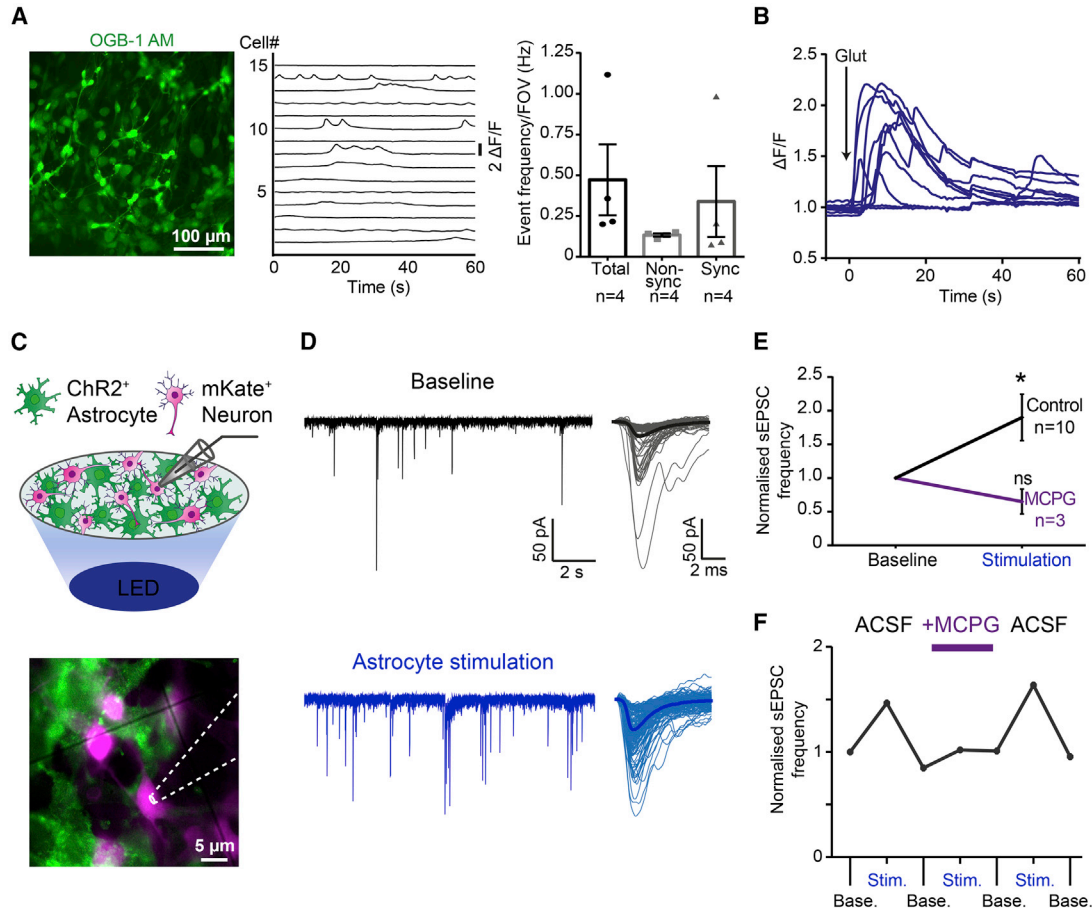 A
OGB-1 AM
100 µm
Cell#
15
10
5
0
20
40
60
Time (s)
2 ΔF/F
Event frequency/FOV (Hz)
1.25
1.00
0.75
0.50
0.25
0
Total
Non-
sync
Sync
n=4
n=4
n=4
B
Glut
ΔF/F
2.5
2.0
1.5
1.0
0.5
0
20
40
60
Time (s)
C
ChR2+
Astrocyte
mKate+
Neuron
LED
5 µm
D
Baseline
50 pA
2 s
50 pA
2 ms
Astrocyte stimulation
E
Normalised sEPSC
frequency
2.5
2.0
1.5
1.0
0.5
0
*
Control
n=10
ns
MCPG
n=3
Baseline
Stimulation
F
ACSF +MCPG ACSF
Normalised sEPSC
frequency
2
1
0
Stim. Stim. Stim.
Base. Base. Base. Base.